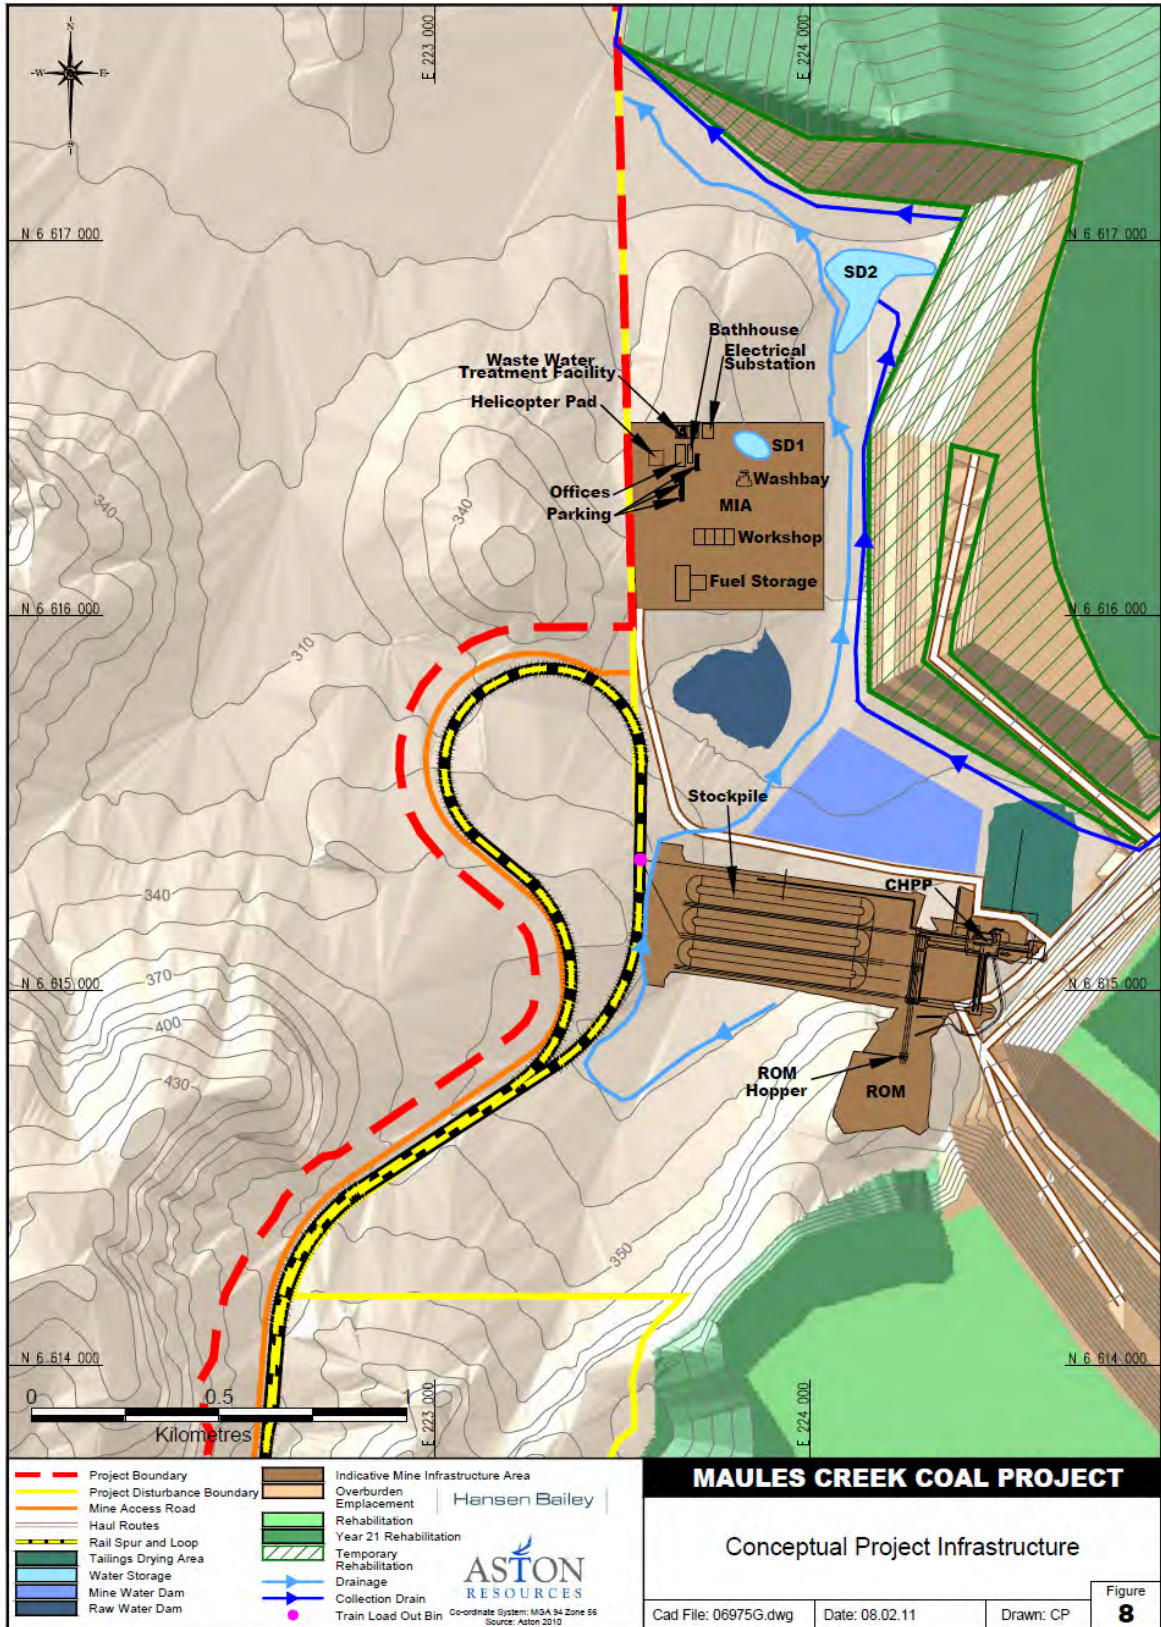 N
W
E
S
E 223 000
E 224 000
N 6 617 000
N 6 617 000
SD2
Bathhouse
Electrical
Substation
Waste Water
Treatment Facility
Helicopter Pad
SD1
Washbay
Offices
Parking
MIA
Workshop
Fuel Storage
340
340
N 6 616 000
N 6 616 000
310
Stockpile
CHPP
340
370
N 6 615 000
N 6 615 000
400
430
ROM
Hopper
ROM
350
N 6 614 000
N 6 614 000
0 0.5 1
Kilometres
E 223 000
E 224 000
Project Boundary
Project Disturbance Boundary
Mine Access Road
Haul Routes
Rail Spur and Loop
Tailings Drying Area
Water Storage
Mine Water Dam
Raw Water Dam
Indicative Mine Infrastructure Area
Overburden
Emplacement
Rehabilitation
Year 21 Rehabilitation
Temporary
Rehabilitation
Drainage
Collection Drain
Train Load Out Bin
Hansen Bailey
ASTON
RESOURCES
Co-ordinate System: MGA 94 Zone 56
Source: Aston 2010
MAULES CREEK COAL PROJECT
Conceptual Project Infrastructure
Cad File: 06975G.dwg
Date: 08.02.11
Drawn: CP
Figure
8